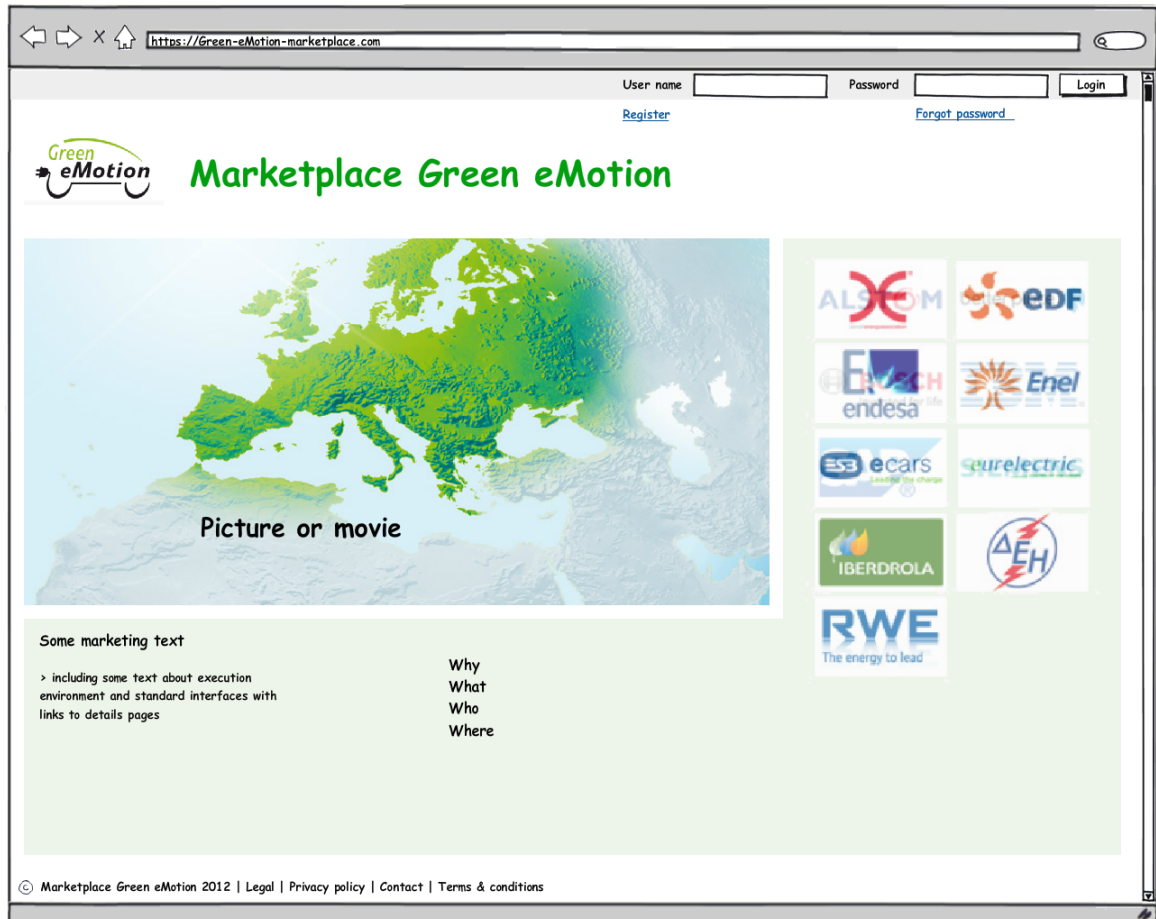 https://Green-eMotion-marketplace.com
User name
Password
Login
Register
Forgot password
Green
eMotion
Marketplace Green eMotion
Picture or movie
ALSTOM
eDF
BOSCH
endesa
Enel
IBM
ESB ecars
Leading the charge
eurelectric
IBERDROLA
ΔΕΗ
RWE
The energy to lead
Some marketing text
> including some text about execution
environment and standard interfaces with
links to details pages
Why
What
Who
Where
© Marketplace Green eMotion 2012 | Legal | Privacy policy | Contact | Terms & conditions